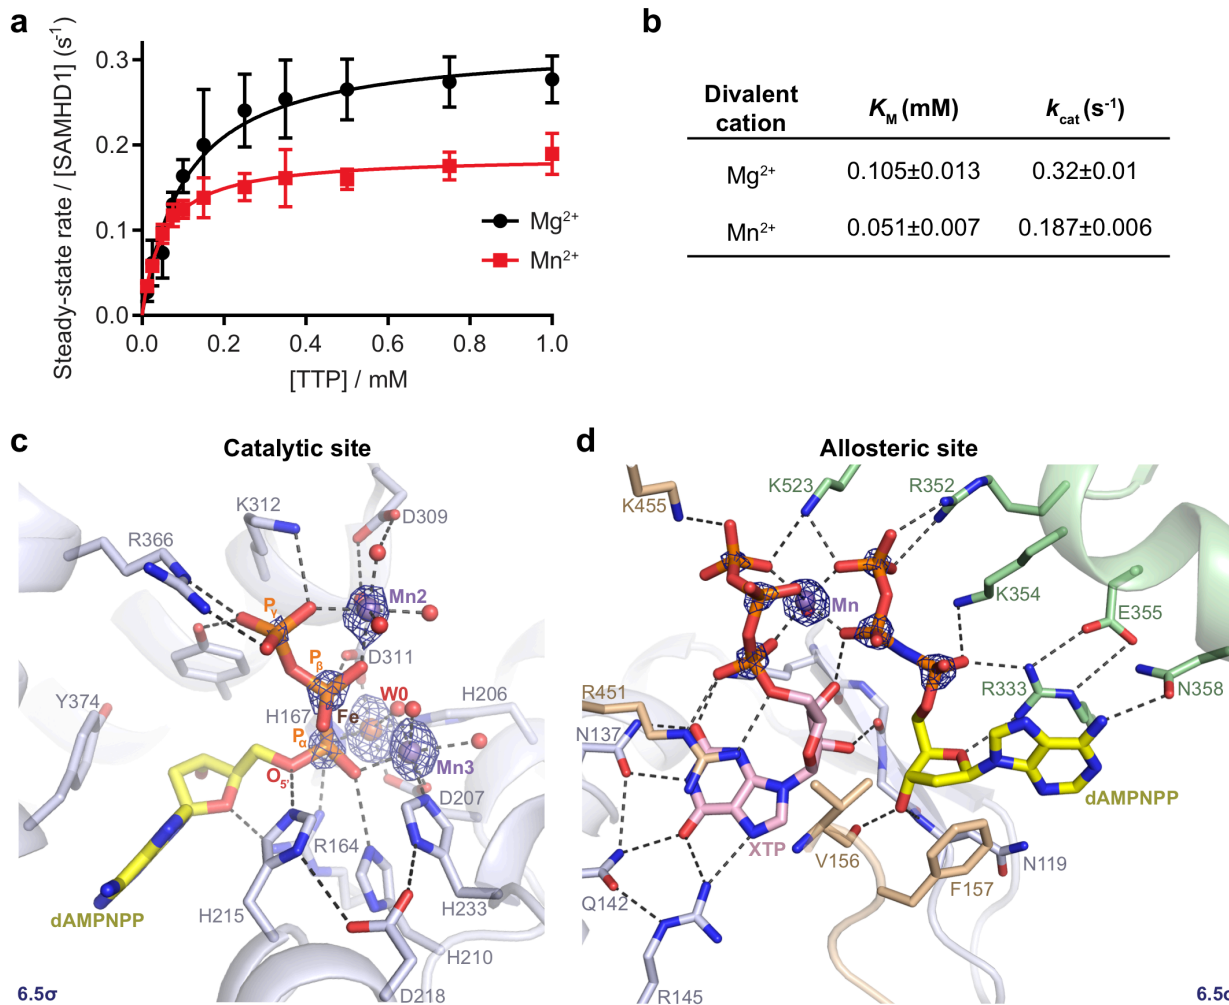 a
Steady-state rate / [SAMHD1] (s⁻¹)
0.3
0.2
0.1
0.0
0.0 0.2 0.4 0.6 0.8 1.0
[TTP] / mM
Mg²⁺
Mn²⁺
b
Divalent cation K_M (mM) k_cat (s⁻¹)
Mg²⁺ 0.105±0.013 0.32±0.01
Mn²⁺ 0.051±0.007 0.187±0.006
c
Catalytic site
K312
D309
R366
Mn2
Pγ
Pβ
D311
Y374
H167
W0
H206
Fe
Pα
Mn3
O₅'
D207
R164
dAMPNPP
H215
H233
H210
D218
6.5σ
d
Allosteric site
K455
K523
R352
Mn
K354
E355
R451
R333
N358
N137
dAMPNPP
XTP
V156
N119
Q142
F157
R145
6.5σ